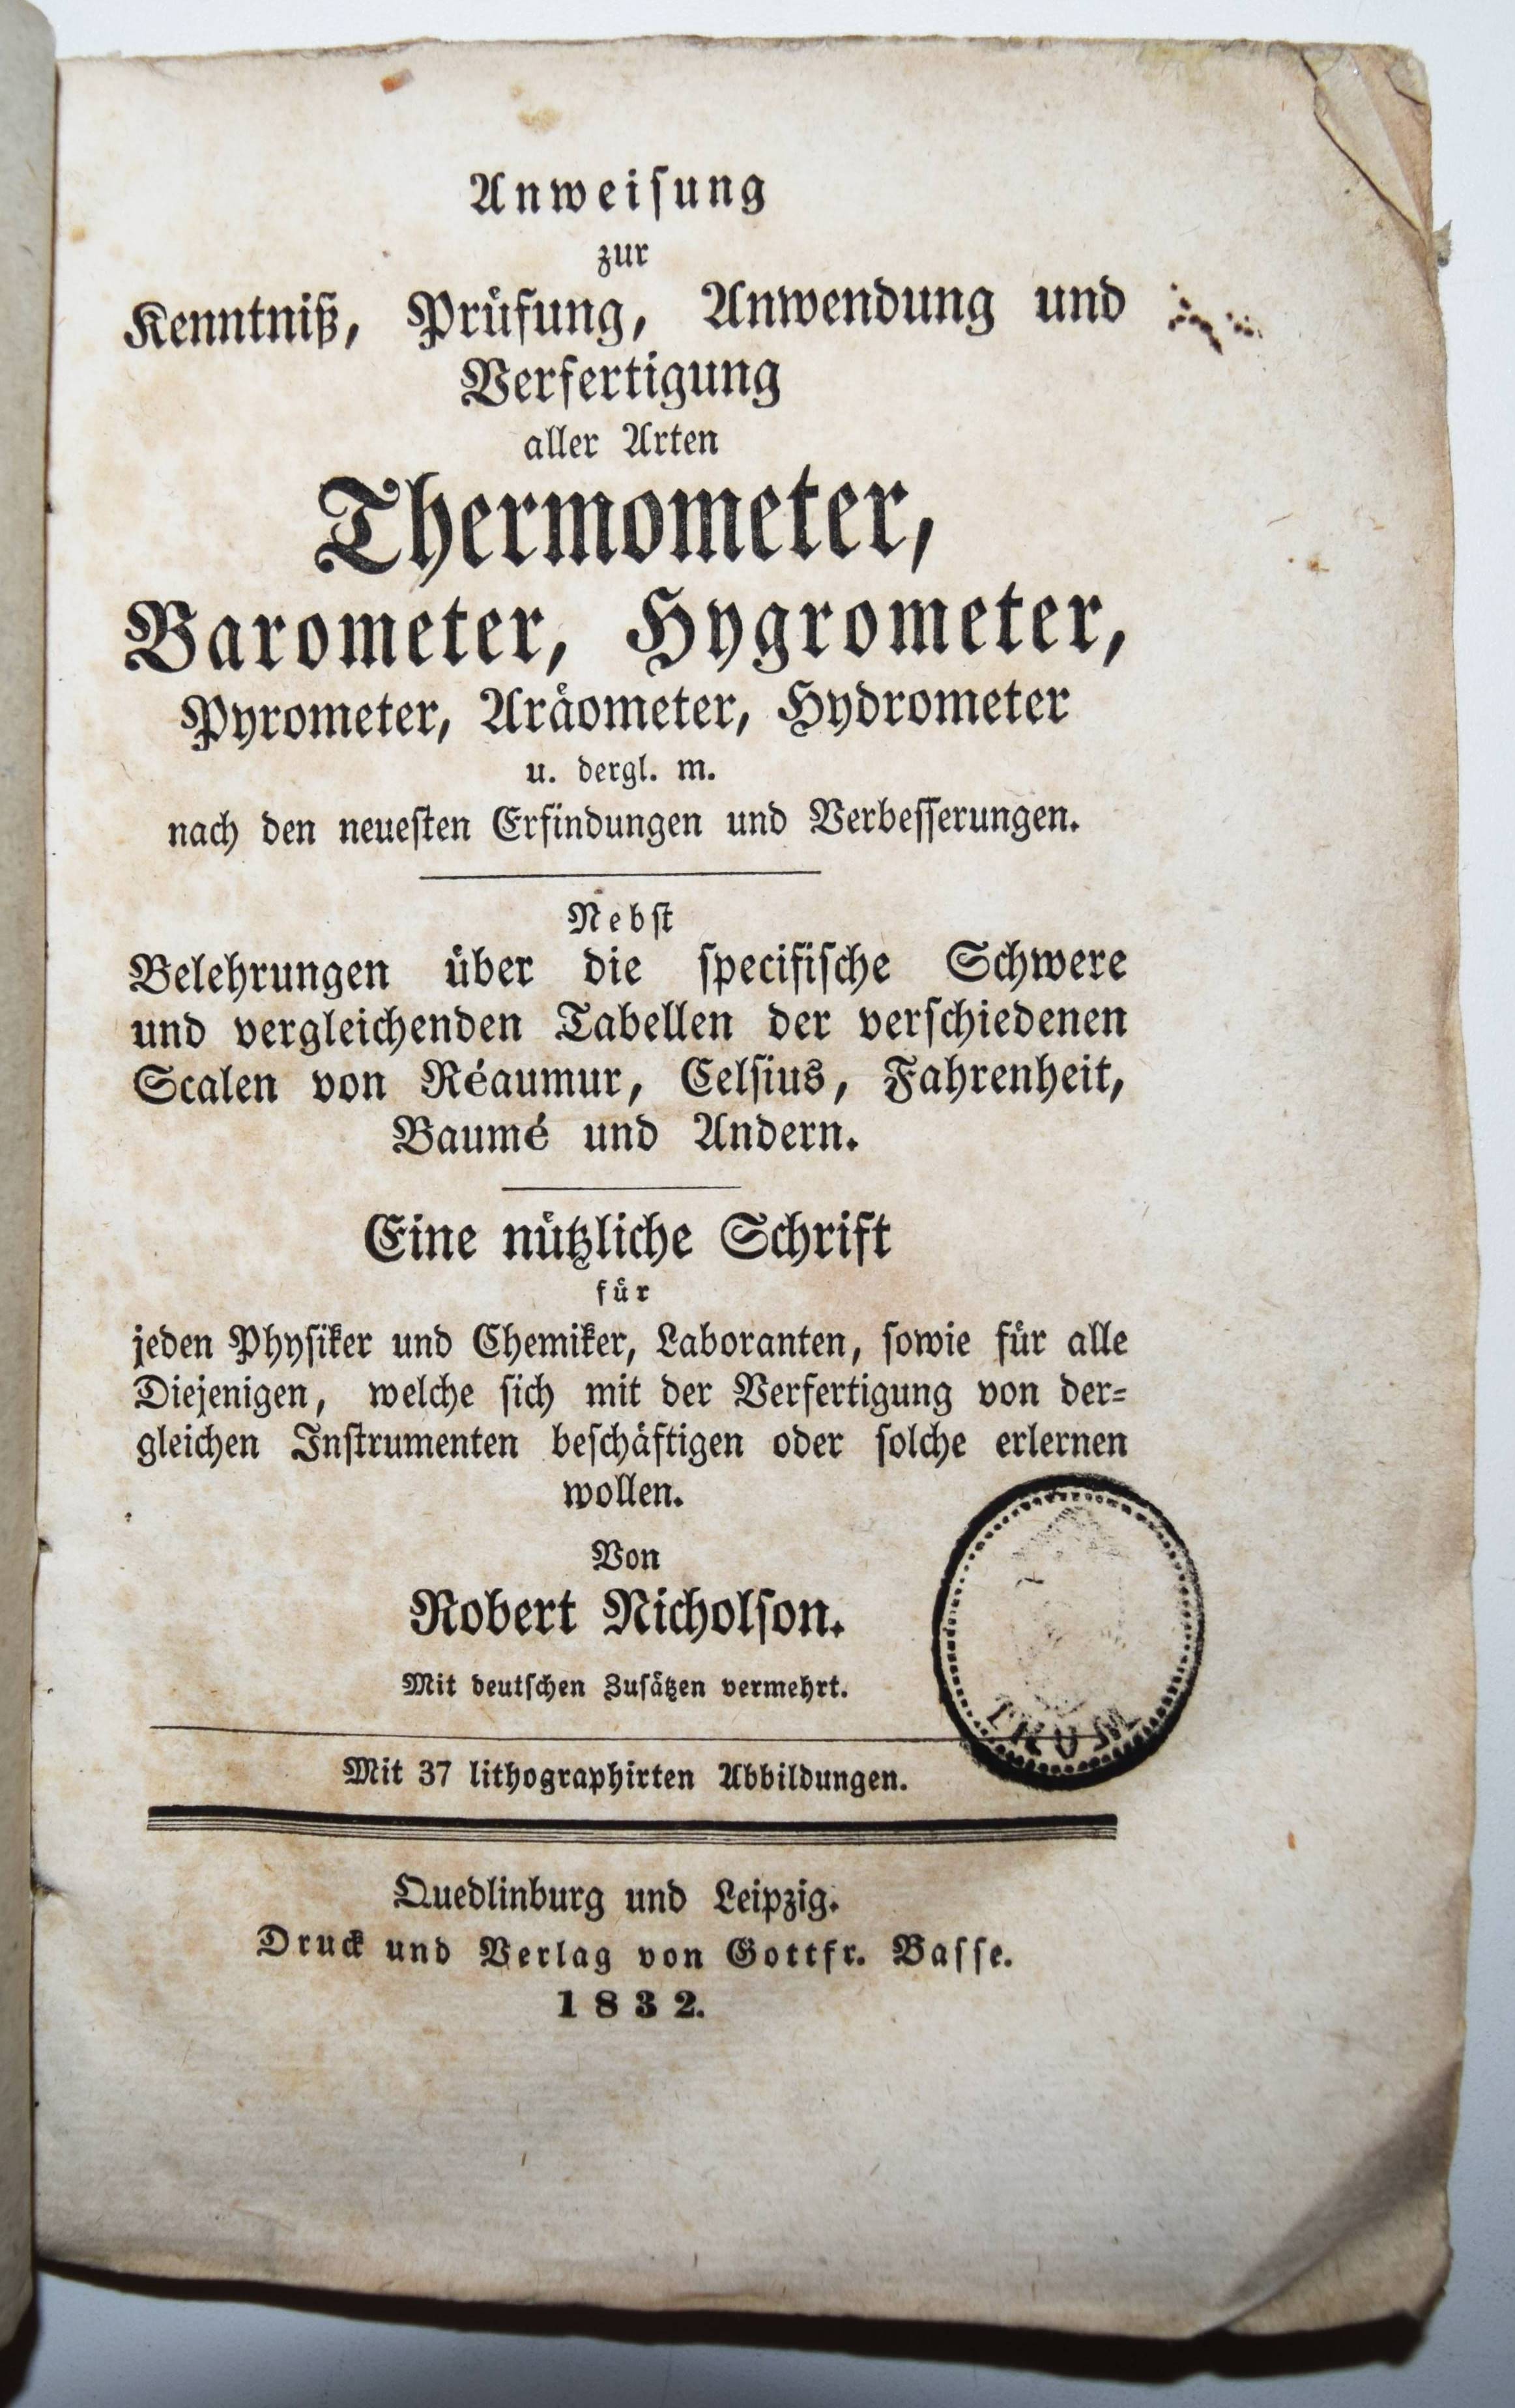 Anweisung
zur
Kenntniß, Prüfung, Anwendung und
Verfertigung
aller Arten
Thermometer,
Barometer, Hygrometer,
Pyrometer, Aräometer, Hydrometer
u. dergl. m.
nach den neuesten Erfindungen und Verbesserungen.
Nebst
Belehrungen über die specifische Schwere
und vergleichenden Tabellen der verschiedenen
Scalen von Réaumur, Celsius, Fahrenheit,
Baumé und Andern.
Eine nützliche Schrift
für
jeden Physiker und Chemiker, Laboranten, sowie für alle
Diejenigen, welche sich mit der Verfertigung von der-
gleichen Instrumenten beschäftigen oder solche erlernen
wollen.
Von
Robert Nicholson.
Mit deutschen Zusätzen vermehrt.
Mit 37 lithographirten Abbildungen.
Quedlinburg und Leipzig.
Druck und Verlag von Gottfr. Basse.
1832.